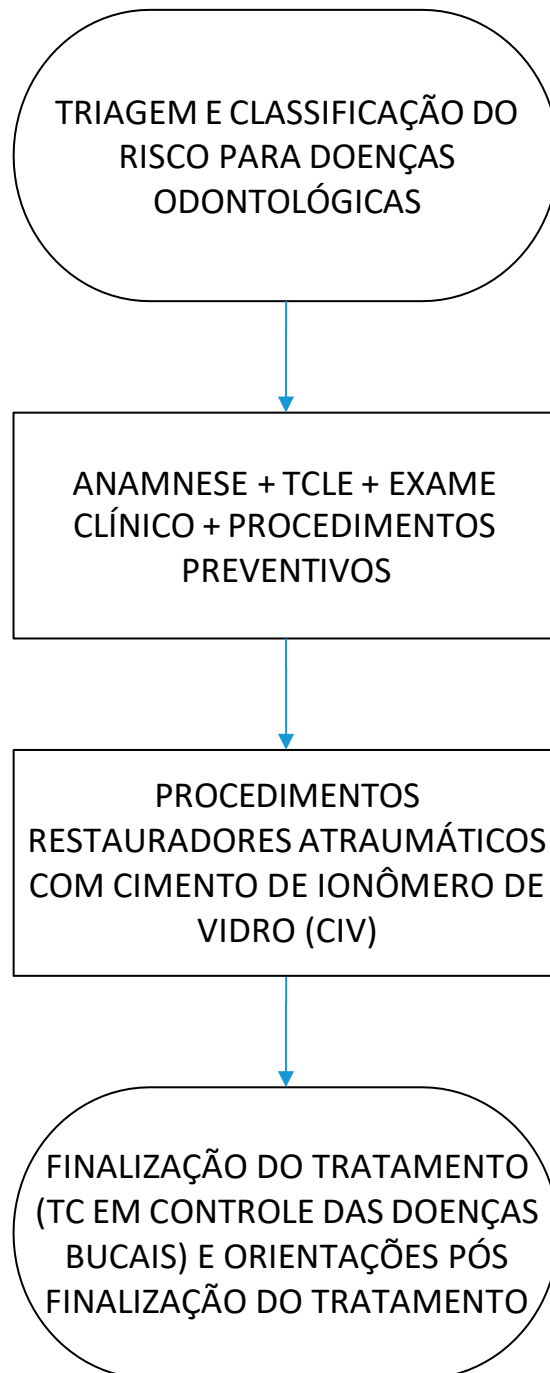 TRIAGEM E CLASSIFICAÇÃO DO
RISCO PARA DOENÇAS
ODONTOLÓGICAS
ANAMNESE + TCLE + EXAME
CLÍNICO + PROCEDIMENTOS
PREVENTIVOS
PROCEDIMENTOS
RESTAURADORES ATRAUMÁTICOS
COM CIMENTO DE IONÔMERO DE
VIDRO (CIV)
FINALIZAÇÃO DO TRATAMENTO
(TC EM CONTROLE DAS DOENÇAS
BUCAIS) E ORIENTAÇÕES PÓS
FINALIZAÇÃO DO TRATAMENTO